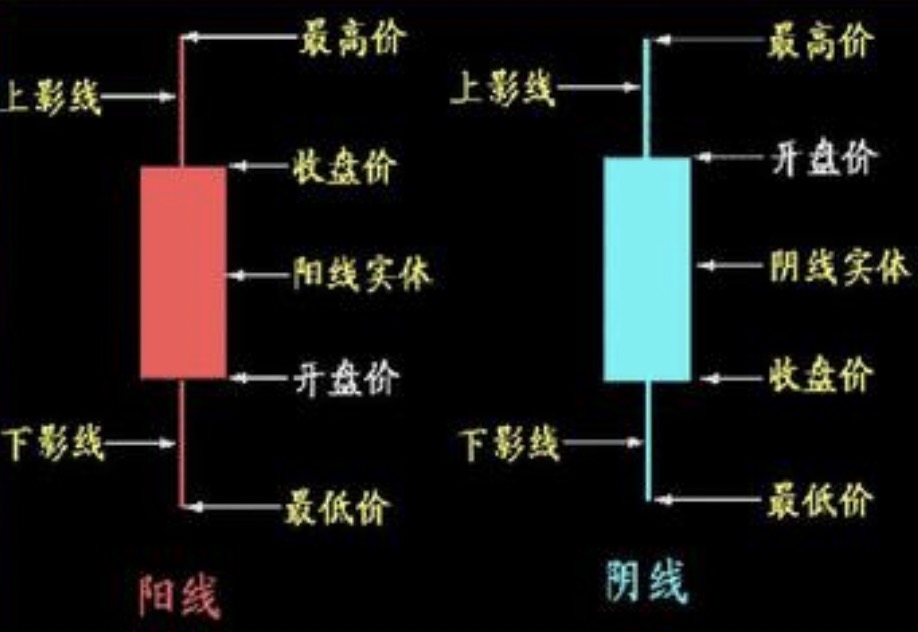 最高价
上影线
收盘价
阳线实体
开盘价
下影线
最低价
阳线
最高价
上影线
开盘价
阴线实体
收盘价
下影线
最低价
阴线